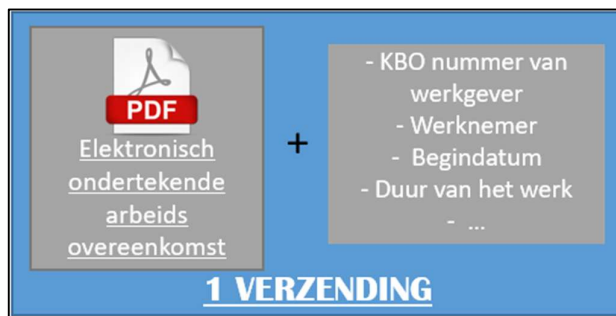 PDF
Elektronisch
ondertekende
arbeids
overeenkomst
+
- KBO nummer van
werkgever
- Werknemer
- Begindatum
- Duur van het werk
- ...
1 VERZENDING